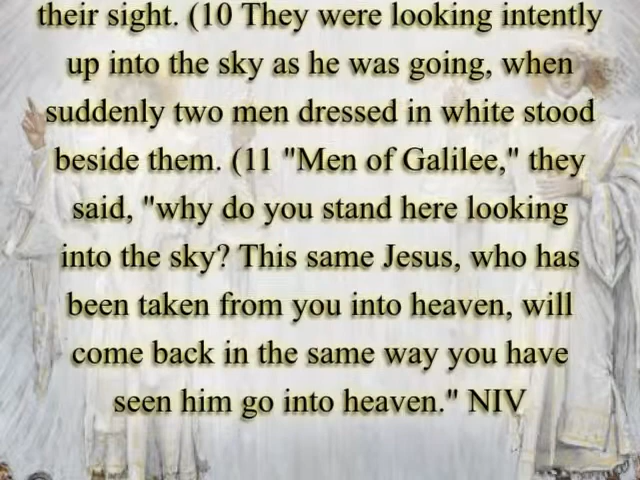 their sight. (10 They were looking intently
up into the sky as he was going, when
suddenly two men dressed in white stood
beside them. (11 "Men of Galilee," they
said, "why do you stand here looking
into the sky? This same Jesus, who has
been taken from you into heaven, will
come back in the same way you have
seen him go into heaven." NIV